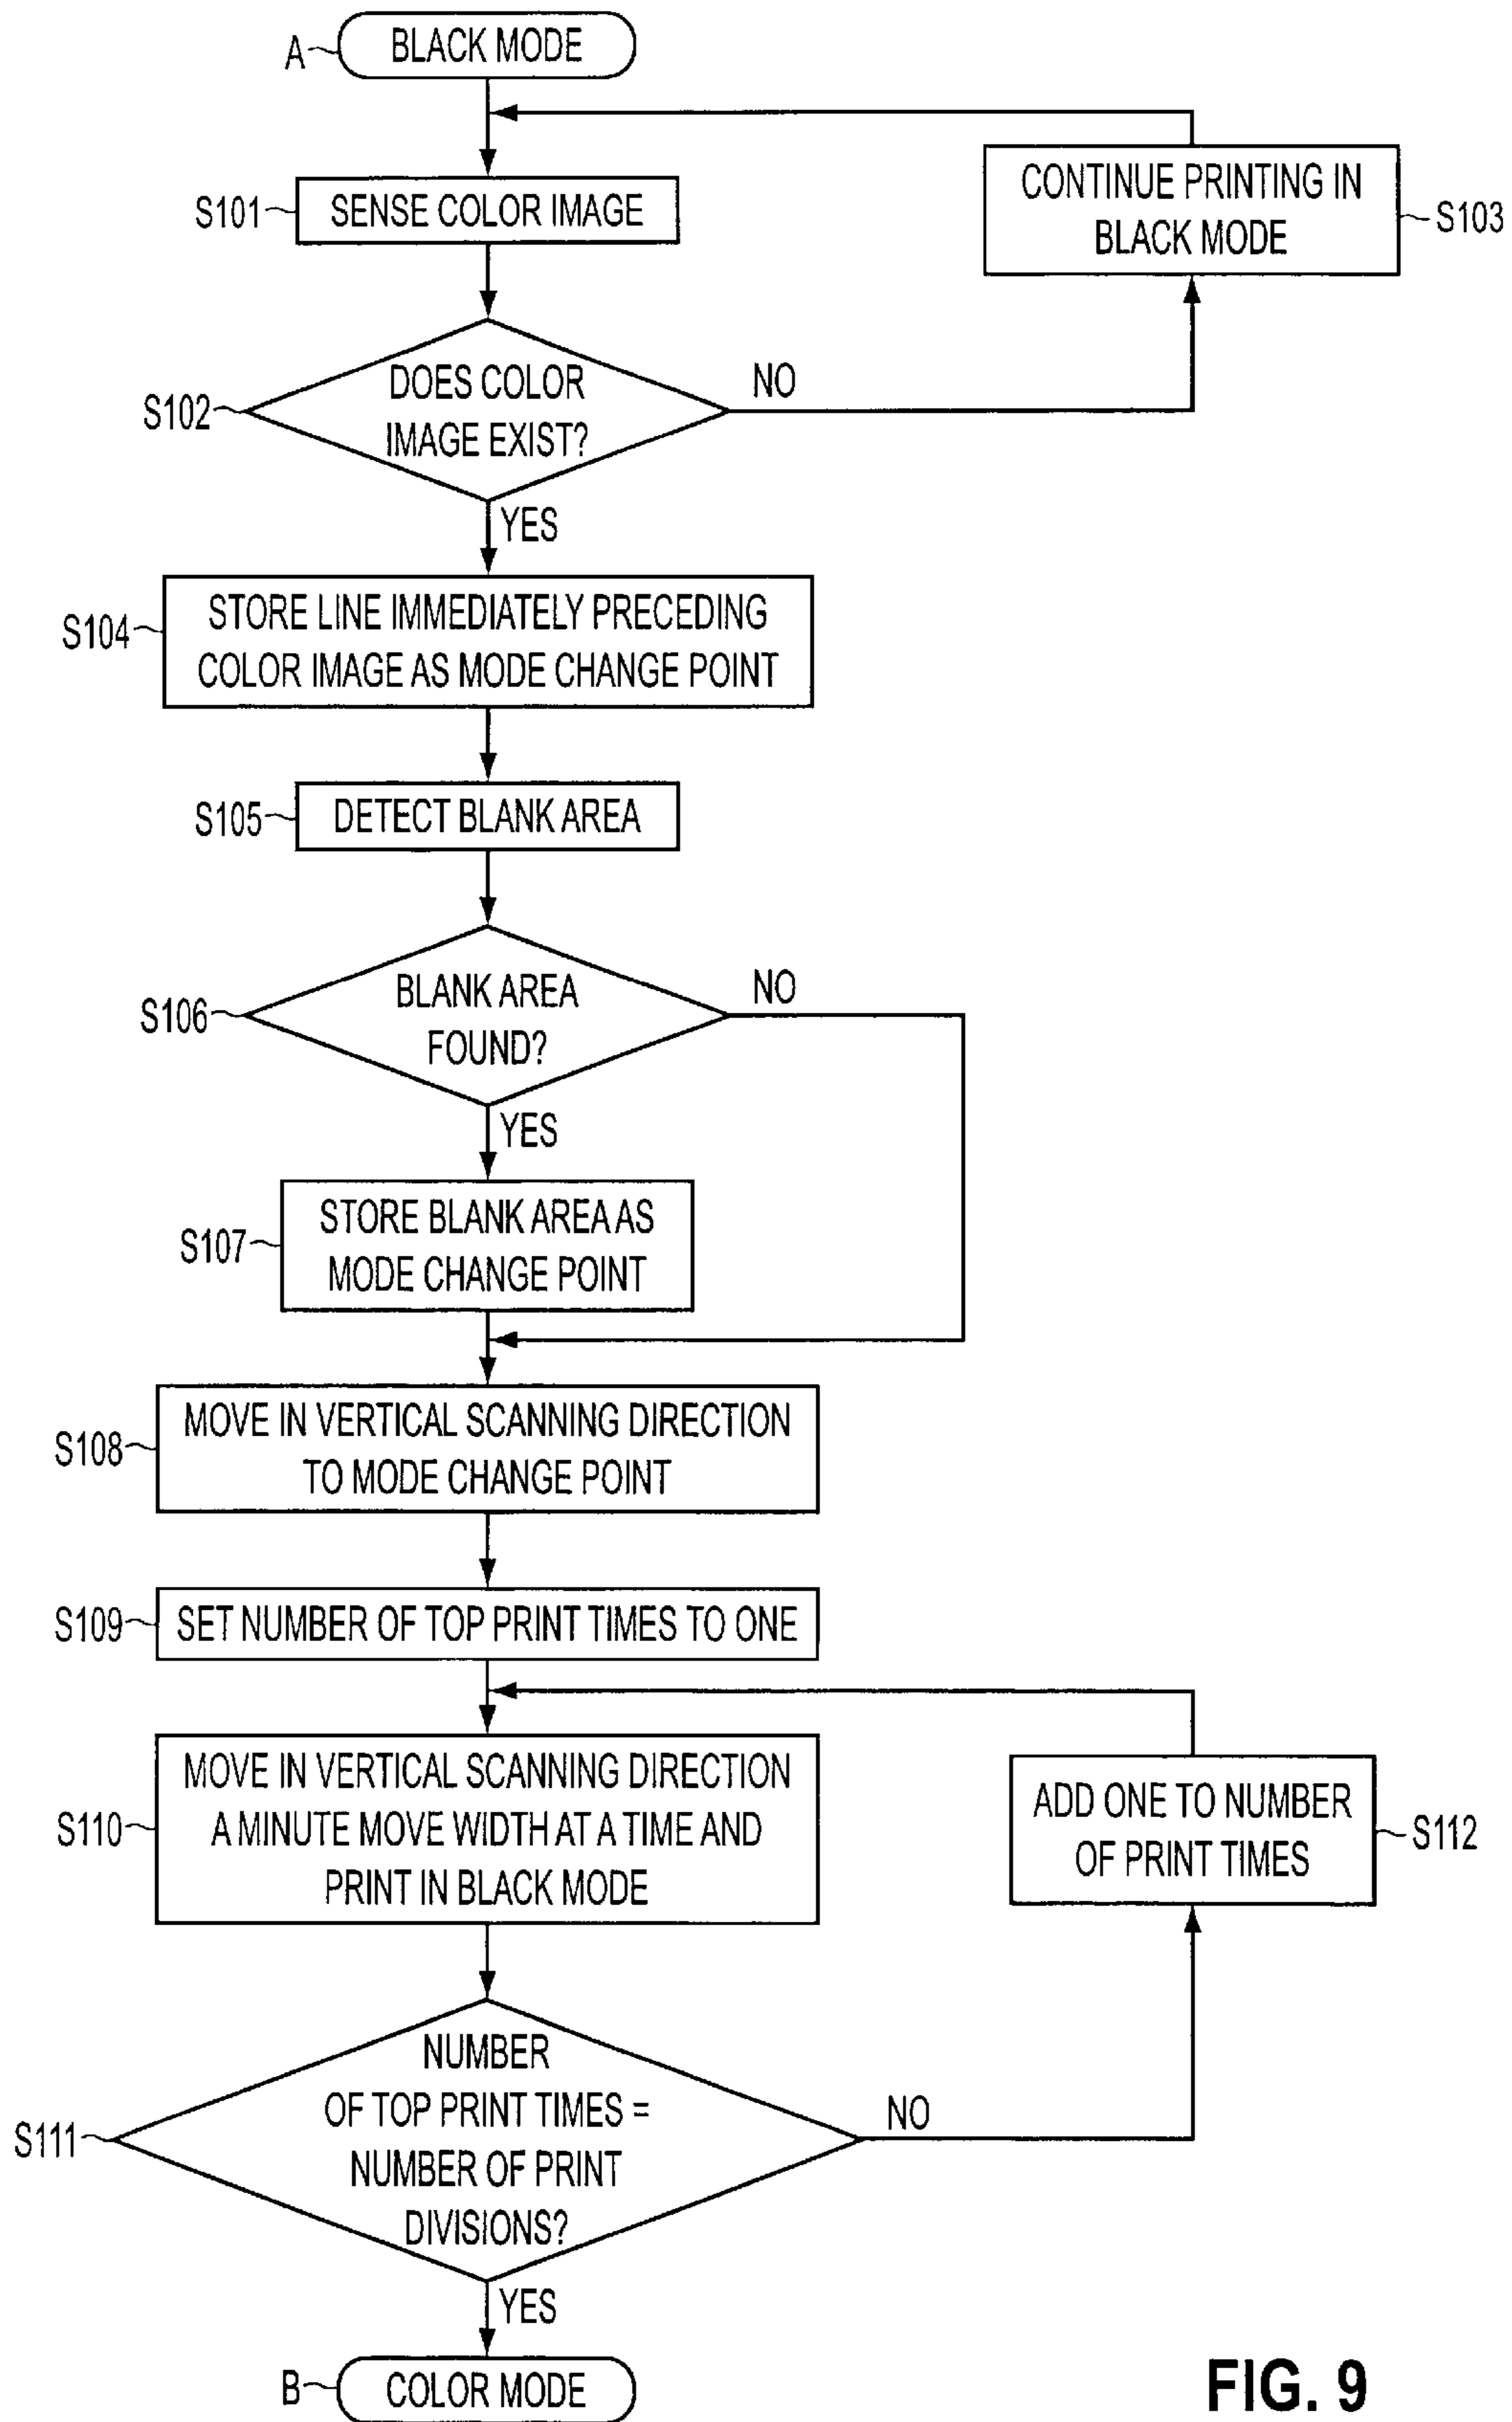 A
BLACK MODE
S101
SENSE COLOR IMAGE
CONTINUE PRINTING IN
BLACK MODE
S103
S102
DOES COLOR
IMAGE EXIST?
NO
YES
S104
STORE LINE IMMEDIATELY PRECEDING
COLOR IMAGE AS MODE CHANGE POINT
S105
DETECT BLANK AREA
S106
BLANK AREA
FOUND?
NO
YES
S107
STORE BLANK AREA AS
MODE CHANGE POINT
S108
MOVE IN VERTICAL SCANNING DIRECTION
TO MODE CHANGE POINT
S109
SET NUMBER OF TOP PRINT TIMES TO ONE
S110
MOVE IN VERTICAL SCANNING DIRECTION
A MINUTE MOVE WIDTH AT A TIME AND
PRINT IN BLACK MODE
ADD ONE TO NUMBER
OF PRINT TIMES
S112
S111
NUMBER
OF TOP PRINT TIMES =
NUMBER OF PRINT
DIVISIONS?
NO
YES
B
COLOR MODE
FIG. 9